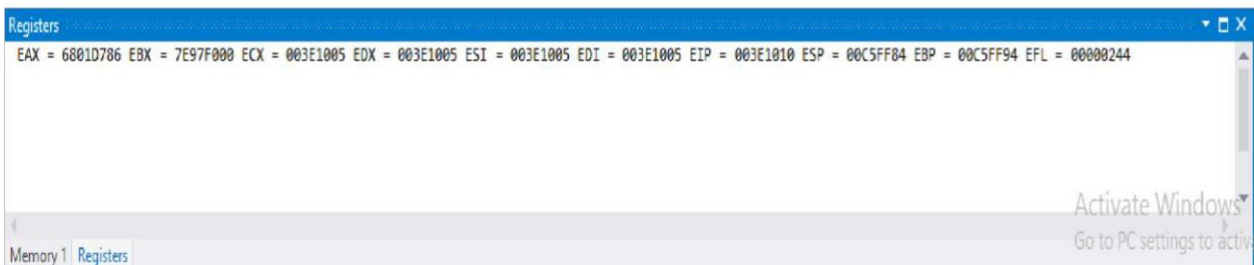 Registers
EAX = 6801D786 EBX = 7E97F000 ECX = 003E1005 EDX = 003E1005 ESI = 003E1005 EDI = 003E1005 EIP = 003E1010 ESP = 00C5FF84 EBP = 00C5FF94 EFL = 00000244
Activate Windows
Go to PC settings to activ
Memory 1 Registers